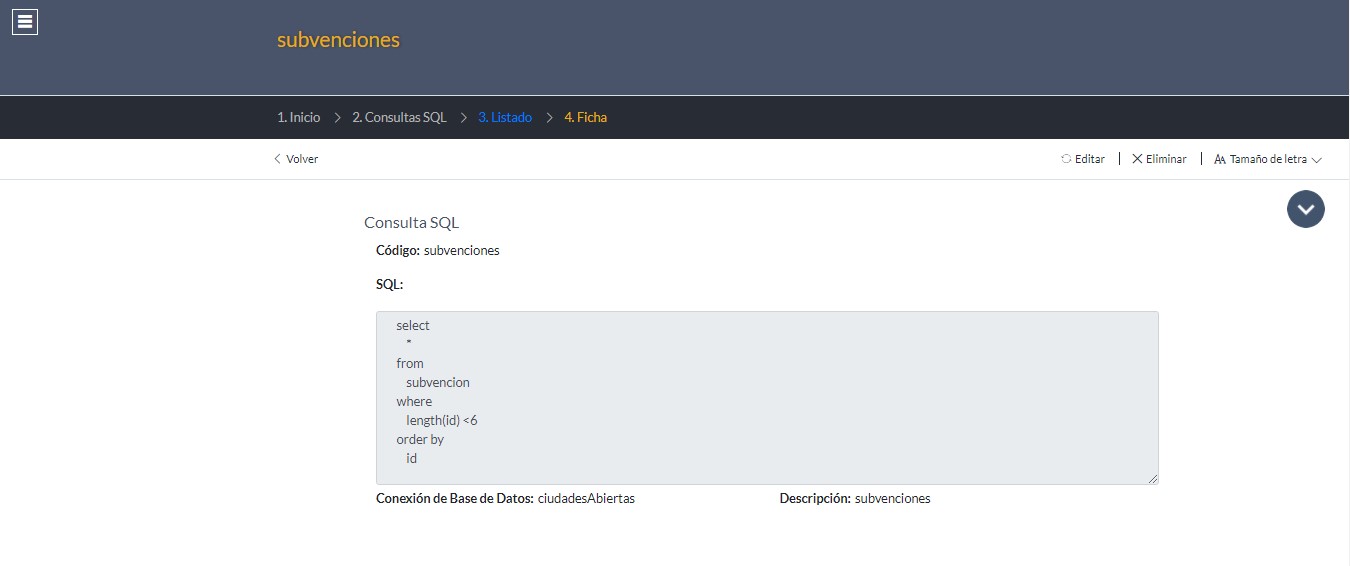 subvenciones
1. Inicio > 2. Consultas SQL > 3. Listado > 4. Ficha
Volver
Editar | Eliminar | AA Tamaño de letra
Consulta SQL
Código: subvenciones
SQL:
select
*
from
subvencion
where
length(id) <6
order by
id
Conexión de Base de Datos: ciudadesAbiertas
Descripción: subvenciones